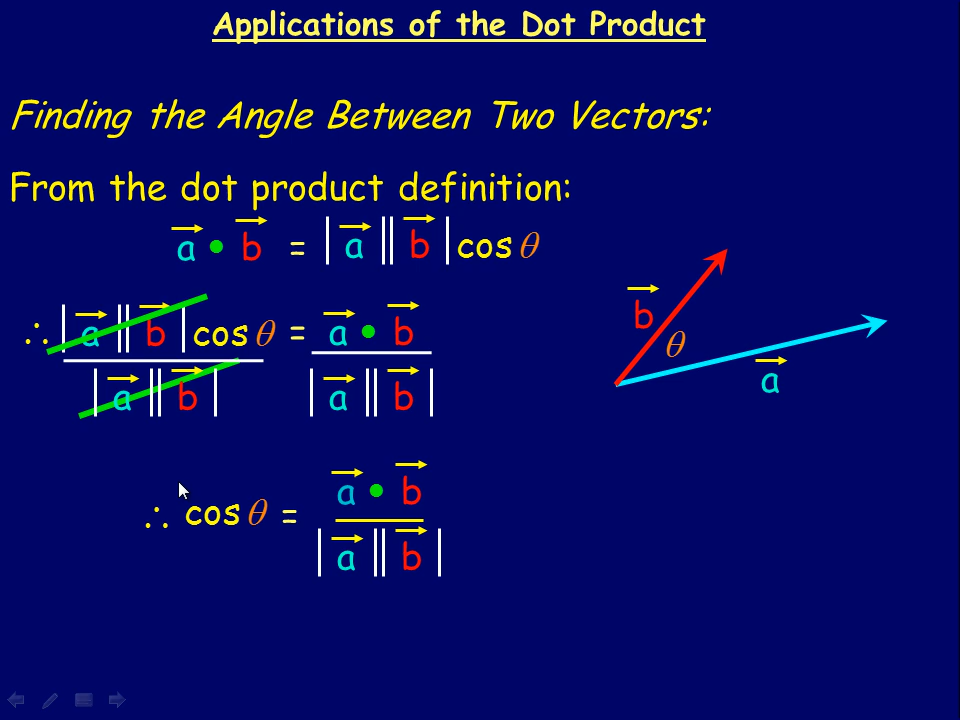 Applications of the Dot Product
Finding the Angle Between Two Vectors:
From the dot product definition:
a⃗ • b⃗ = |a⃗||b⃗| cos θ
∴ |a⃗||b⃗| cos θ = a⃗ • b⃗
|a⃗||b⃗| |a⃗||b⃗|
∴ cos θ = a⃗ • b⃗
|a⃗||b⃗|
b⃗
θ
a⃗